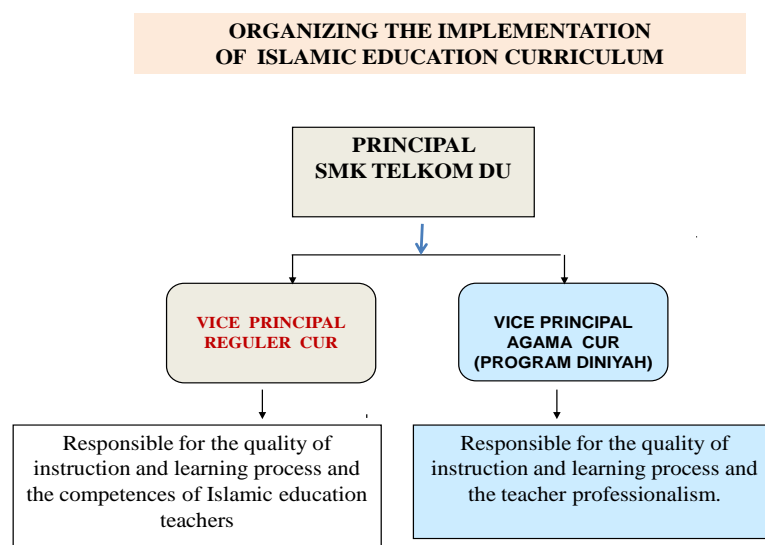 ORGANIZING THE IMPLEMENTATION
OF ISLAMIC EDUCATION CURRICULUM
PRINCIPAL
SMK TELKOM DU
VICE PRINCIPAL
REGULER CUR
VICE PRINCIPAL
AGAMA CUR
(PROGRAM DINIYAH)
Responsible for the quality of
instruction and learning process and
the competences of Islamic education
teachers
Responsible for the quality of
instruction and learning process and
the teacher professionalism.